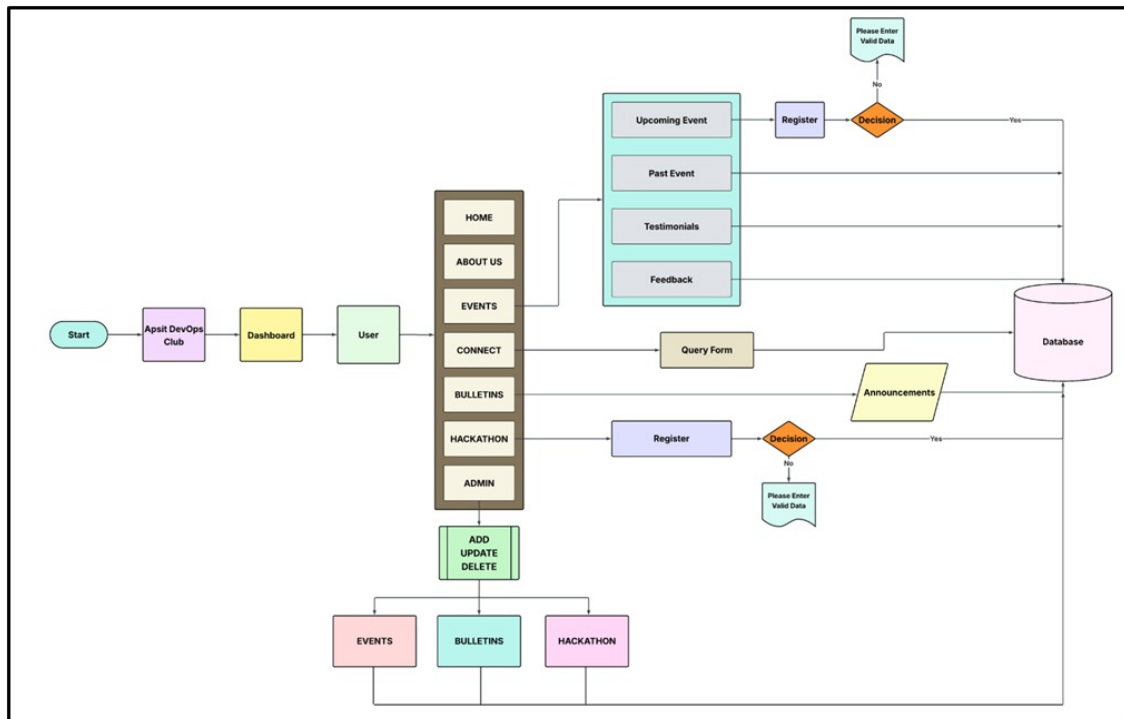 Please Enter
Valid Data
No
Upcoming Event
Register
Decision
Yes
Past Event
Testimonials
Feedback
HOME
ABOUT US
EVENTS
CONNECT
BULLETINS
HACKATHON
ADMIN
Start
Apsit DevOps
Club
Dashboard
User
Query Form
Database
Announcements
Register
Decision
Yes
No
Please Enter
Valid Data
ADD
UPDATE
DELETE
EVENTS
BULLETINS
HACKATHON